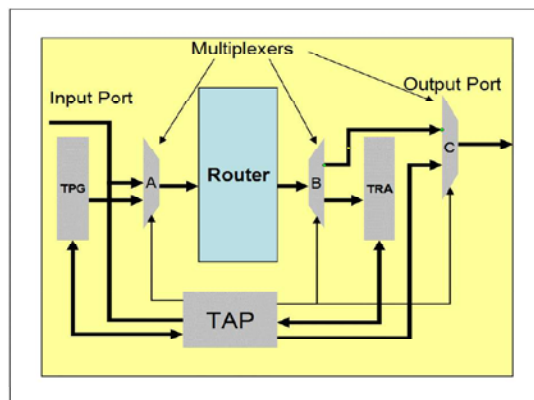 Multiplexers
Output Port
Input Port
TPG
A
Router
B
TRA
C
TAP